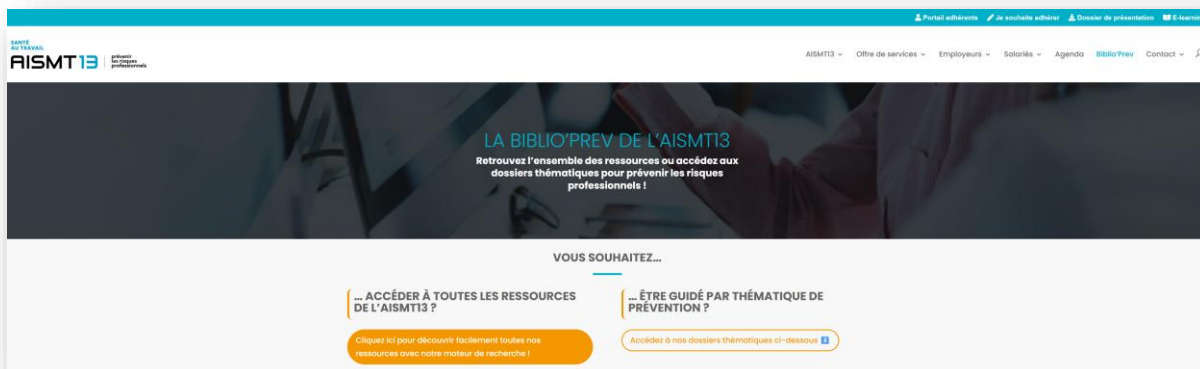 Portail adhérents Je souhaite adhérer Dossier de présentation E-learnin
SANTÉ
AU TRAVAIL
AISMT13
prévenir
les risques
professionnels
AISMT13 Offre de services Employeurs Salariés Agenda Biblio'Prev Contact
LA BIBLIO'PREV DE L'AISMT13
Retrouvez l'ensemble des ressources ou accédez aux
dossiers thématiques pour prévenir les risques
professionnels !
VOUS SOUHAITEZ...
... ACCÉDER À TOUTES LES RESSOURCES
DE L'AISMT13 ?
Cliquez ici pour découvrir facilement toutes nos
ressources avec notre moteur de recherche !
... ÊTRE GUIDÉ PAR THÉMATIQUE DE
PRÉVENTION ?
Accédez à nos dossiers thématiques ci-dessous ⬇️